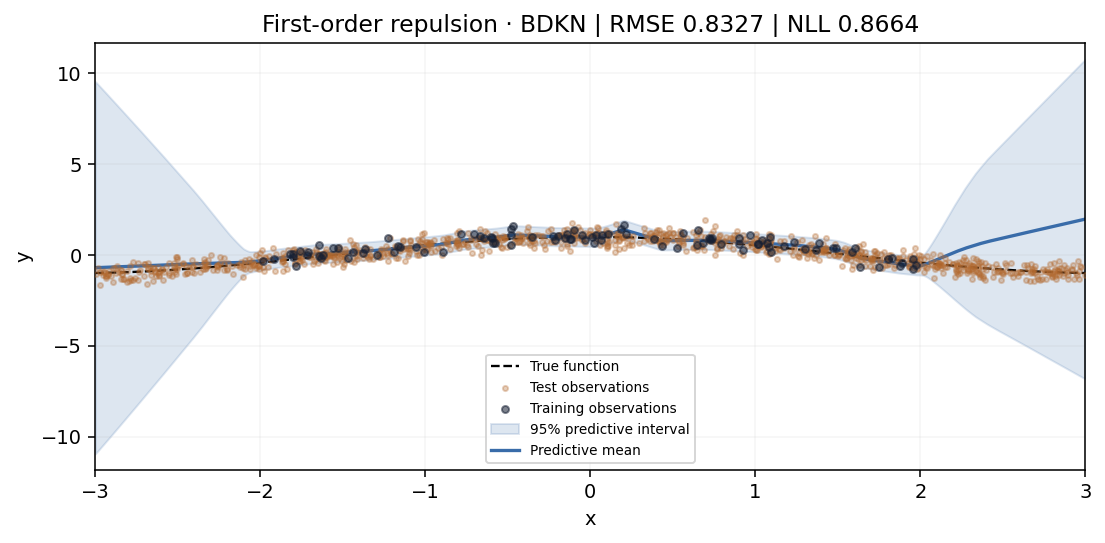 First-order repulsion · BDKN | RMSE 0.8327 | NLL 0.8664
10
5
0
−5
−10
y
True function
Test observations
Training observations
95% predictive interval
Predictive mean
−3
−2
−1
0
1
2
3
x